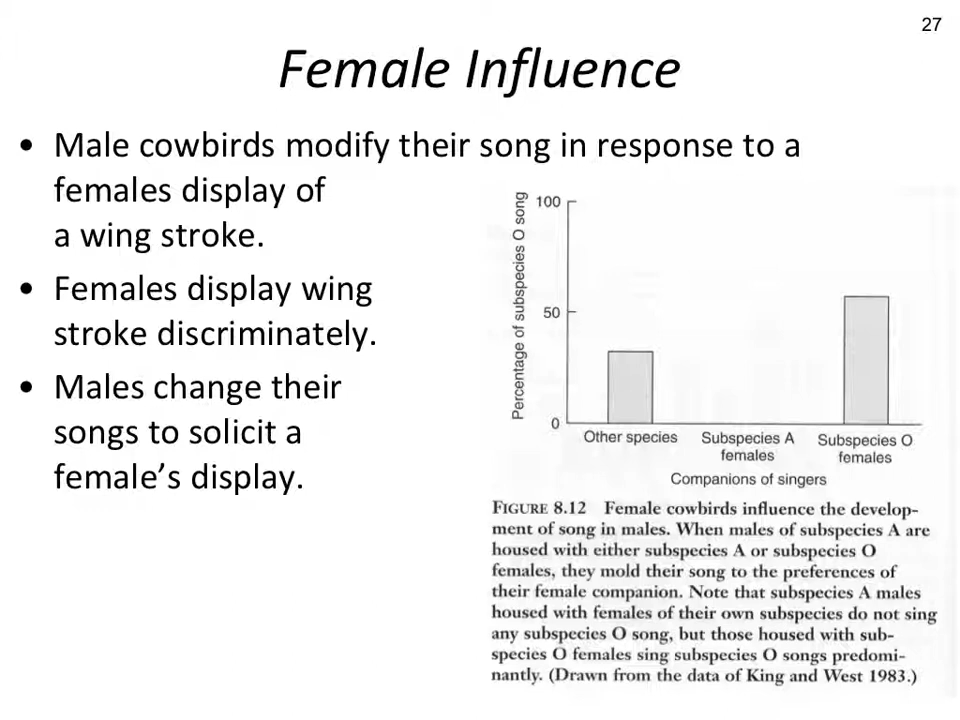 27
Female Influence
• Male cowbirds modify their song in response to a
females display of
a wing stroke.
• Females display wing
stroke discriminately.
• Males change their
songs to solicit a
female’s display.
Percentage of subspecies O song
100
50
0
Other species
Subspecies A
females
Subspecies O
females
Companions of singers
FIGURE 8.12 Female cowbirds influence the develop-
ment of song in males. When males of subspecies A are
housed with either subspecies A or subspecies O
females, they mold their song to the preferences of
their female companion. Note that subspecies A males
housed with females of their own subspecies do not sing
any subspecies O song, but those housed with sub-
species O females sing subspecies O songs predomi-
nantly. (Drawn from the data of King and West 1983.)